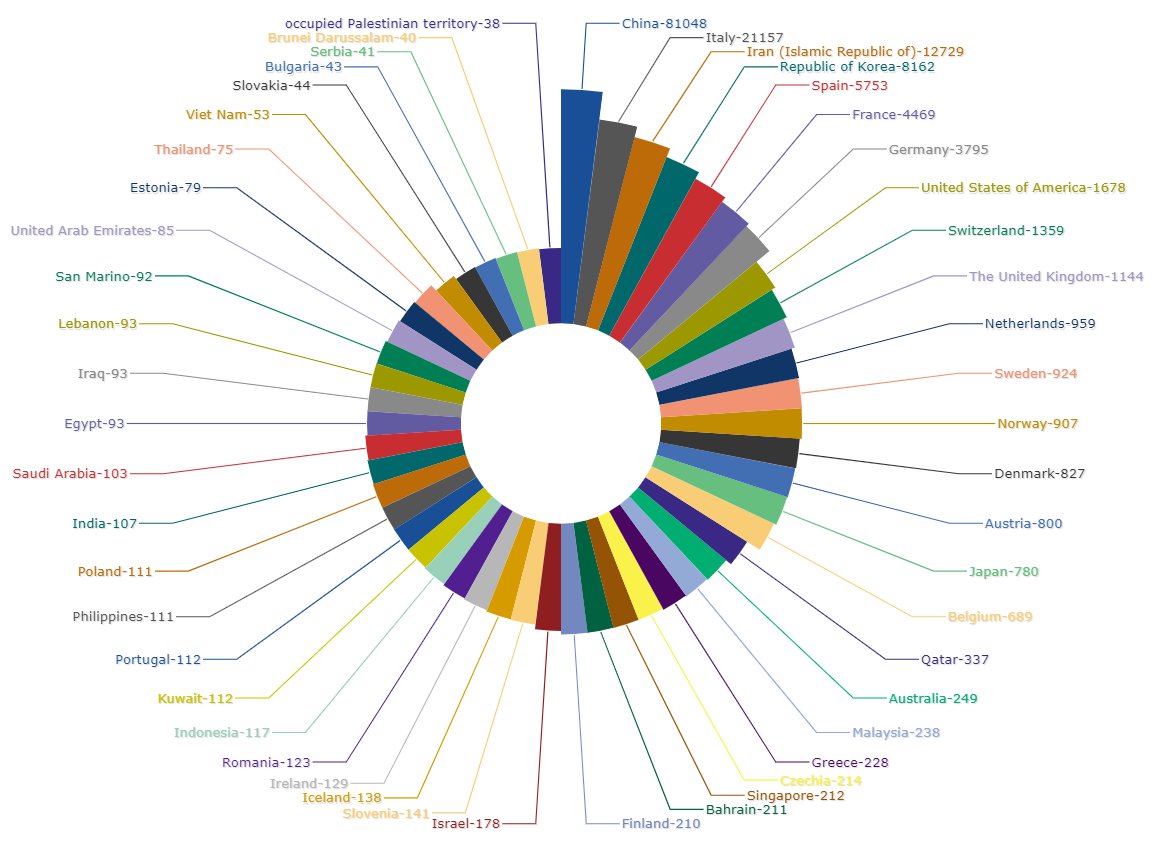 China-81048
Italy-21157
Iran (Islamic Republic of)-12729
Republic of Korea-8162
Spain-5753
France-4469
Germany-3795
United States of America-1678
Switzerland-1359
The United Kingdom-1144
Netherlands-959
Sweden-924
Norway-907
Denmark-827
Austria-800
Japan-780
Belgium-689
Qatar-337
Australia-249
Malaysia-238
Greece-228
Czechia-214
Singapore-212
Bahrain-211
Finland-210
Israel-178
Slovenia-141
Iceland-138
Ireland-129
Romania-123
Indonesia-117
Kuwait-112
Portugal-112
Philippines-111
Poland-111
India-107
Saudi Arabia-103
Egypt-93
Iraq-93
Lebanon-93
San Marino-92
United Arab Emirates-85
Estonia-79
Thailand-75
Viet Nam-53
Slovakia-44
Bulgaria-43
Serbia-41
Brunei Darussalam-40
occupied Palestinian territory-38